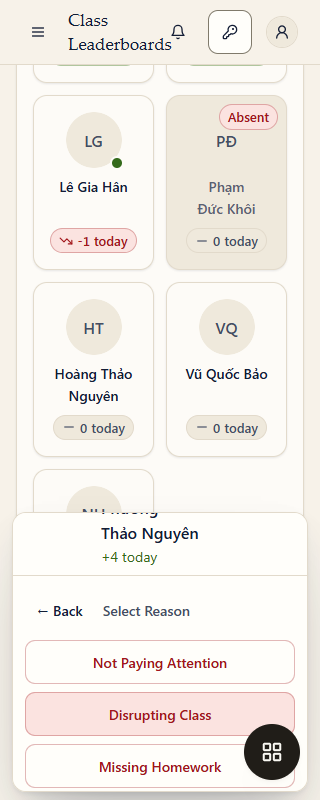 Class
Leaderboards
LG
Lê Gia Hân
-1 today
Absent
PĐ
Phạm
Đức Khôi
0 today
HT
Hoàng Thảo
Nguyên
0 today
VQ
Vũ Quốc Bảo
0 today
Thảo Nguyên
+4 today
← Back
Select Reason
Not Paying Attention
Disrupting Class
Missing Homework